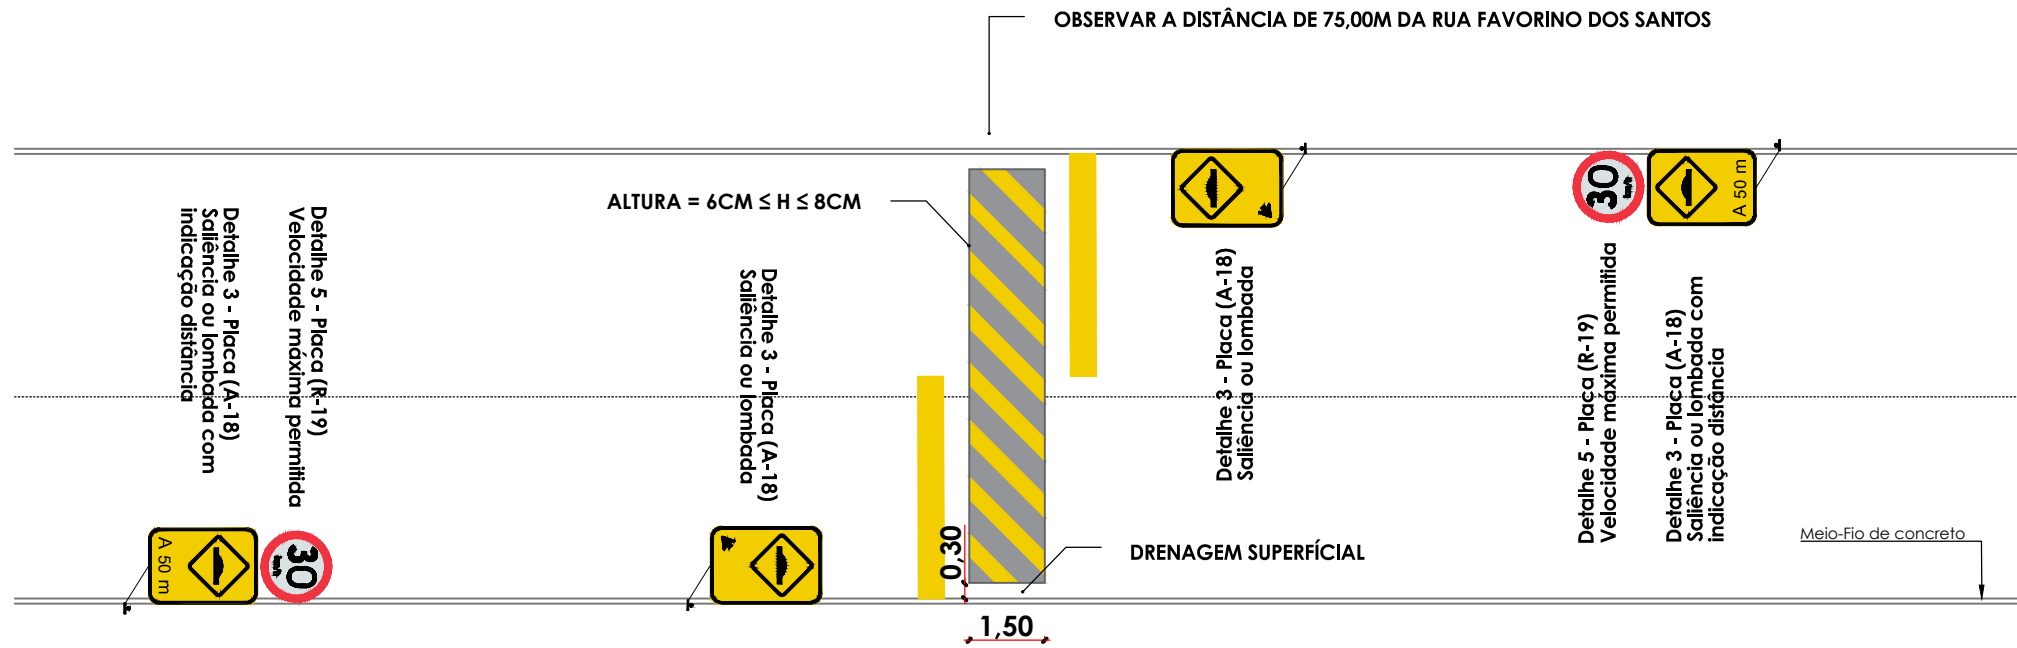 OBSERVAR A DISTÂNCIA DE 75,00M DA RUA FAVORINO DOS SANTOS
ALTURA = 6CM ≤ H ≤ 8CM
30
km/h
A 50 m
Detalhe 3 - Placa (A-18)
Saliência ou lombada com
indicação distância
Detalhe 5 - Placa (R-19)
Velocidade máxima permitida
Detalhe 3 - Placa (A-18)
Saliência ou lombada
Detalhe 3 - Placa (A-18)
Saliência ou lombada
Detalhe 5 - Placa (R-19)
Velocidade máxima permitida
Detalhe 3 - Placa (A-18)
Saliência ou lombada com
indicação distância
A 50 m
30
km/h
0,30
DRENAGEM SUPERFÍCIAL
Meio-Fio de concreto
1,50